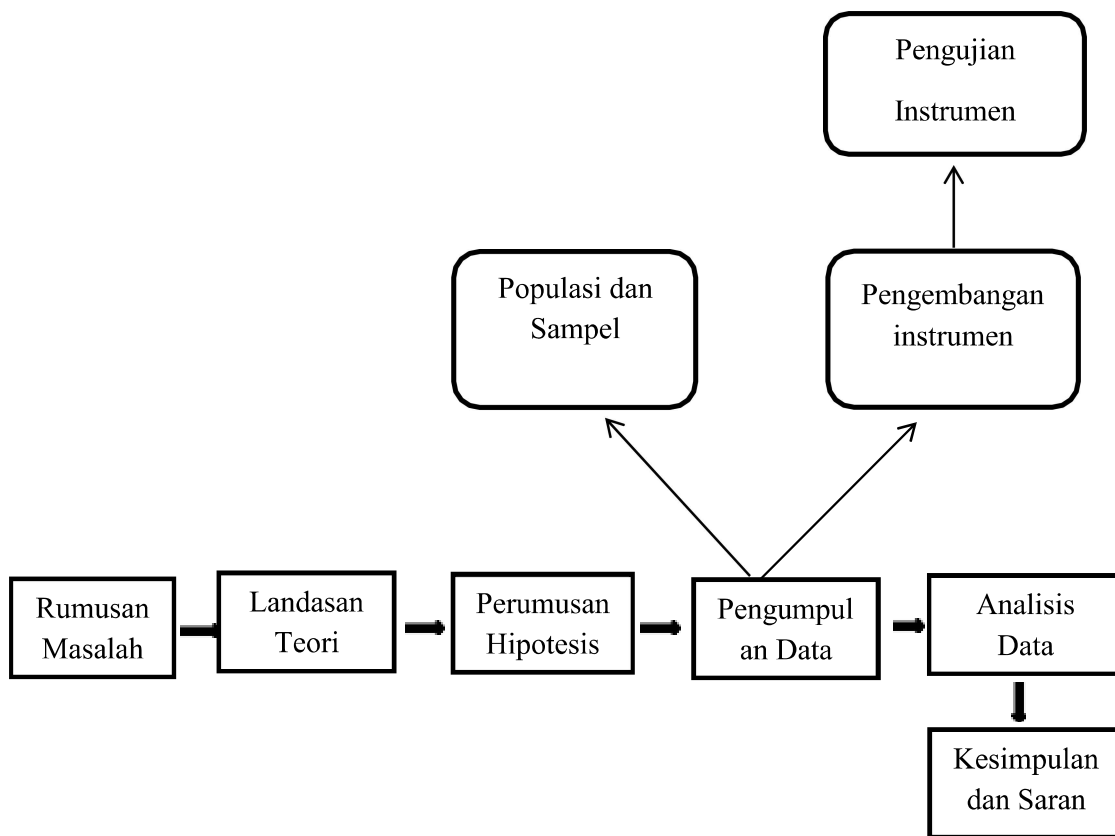 Pengujian
Instrumen
Populasi dan
Sampel
Pengembangan
instrumen
Rumusan
Masalah
Landasan
Teori
Perumusan
Hipotesis
Pengumpul
an Data
Analisis
Data
Kesimpulan
dan Saran